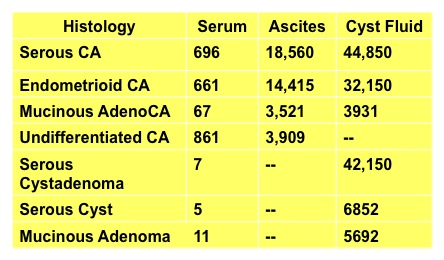 Histology Serum Ascites Cyst Fluid
Serous CA 696 18,560 44,850
Endometrioid CA 661 14,415 32,150
Mucinous AdenoCA 67 3,521 3931
Undifferentiated CA 861 3,909 --
Serous 7 -- 42,150
Cystadenoma
Serous Cyst 5 -- 6852
Mucinous Adenoma 11 -- 5692